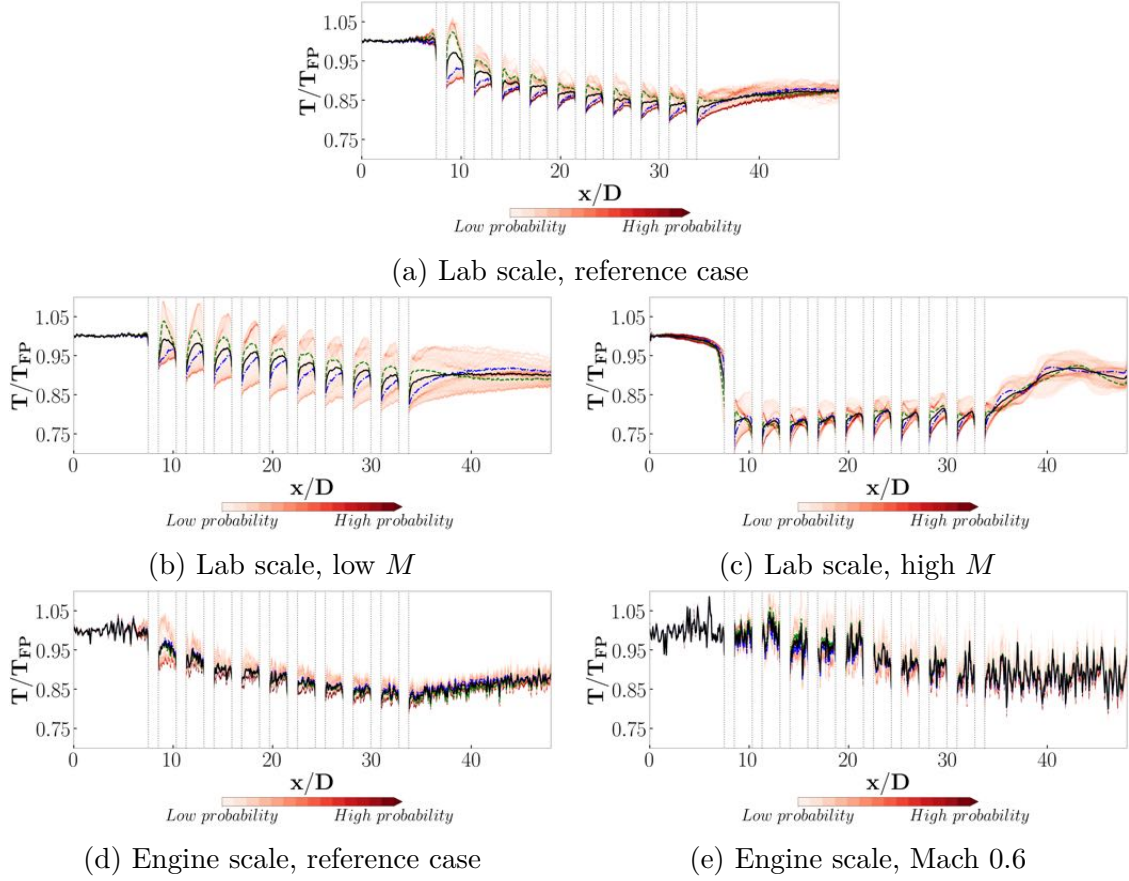 1.05
0.95
0.85
0.75
T/T_FP
0 10 20 30 40
x/D
Low probability High probability
(a) Lab scale, reference case
1.05
0.95
0.85
0.75
T/T_FP
0 10 20 30 40
x/D
Low probability High probability
(b) Lab scale, low M
1.05
0.95
0.85
0.75
T/T_FP
0 10 20 30 40
x/D
Low probability High probability
(c) Lab scale, high M
1.05
0.95
0.85
0.75
T/T_FP
0 10 20 30 40
x/D
Low probability High probability
(d) Engine scale, reference case
1.05
0.95
0.85
0.75
T/T_FP
0 10 20 30 40
x/D
Low probability High probability
(e) Engine scale, Mach 0.6